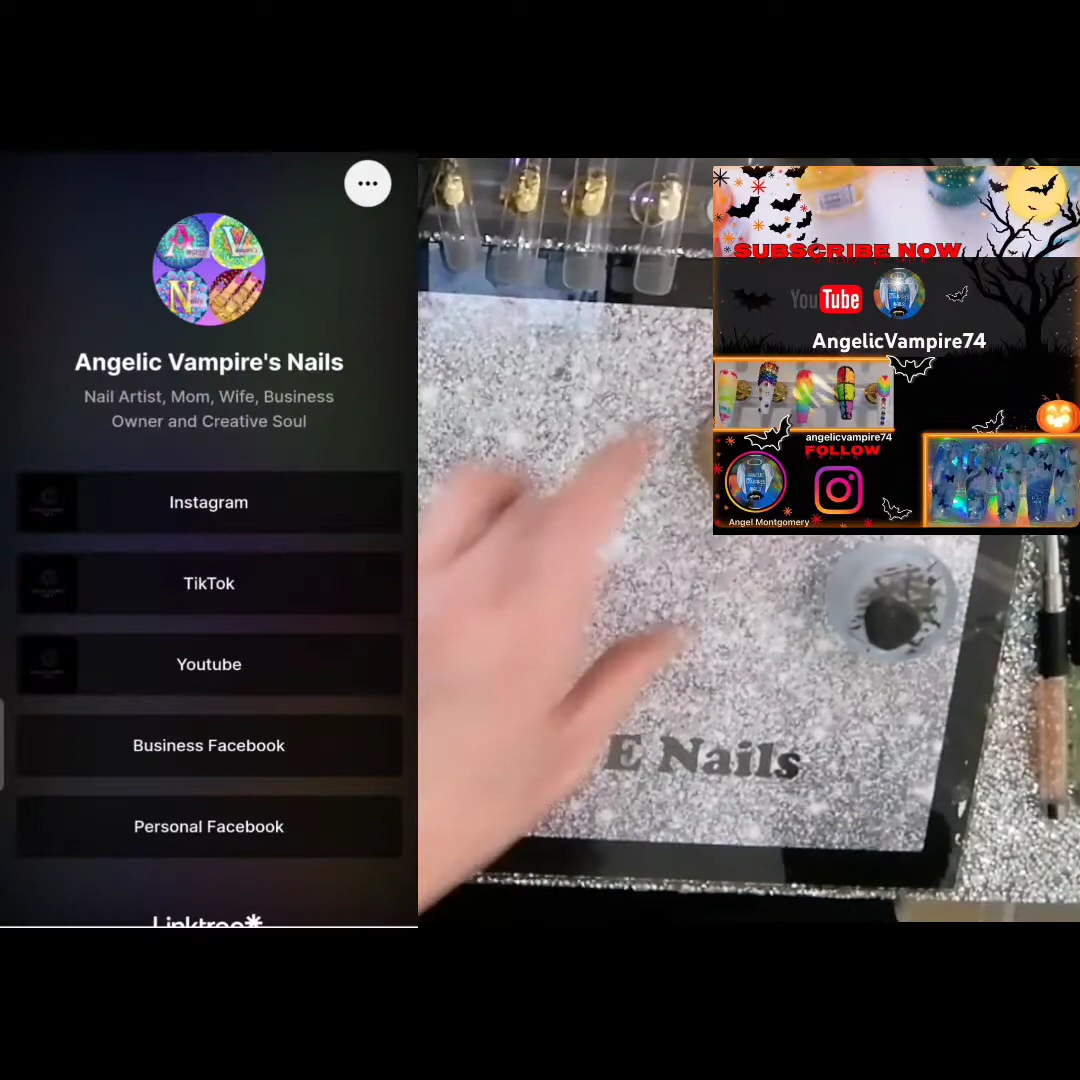 Angelic Vampire's Nails
Nail Artist, Mom, Wife, Business
Owner and Creative Soul
Instagram
TikTok
Youtube
Business Facebook
Personal Facebook
Linktree
SUBSCRIBE NOW
YouTube
AngelicVampire74
angelicvampire74
FOLLOW
Angel Montgomery
E Nails